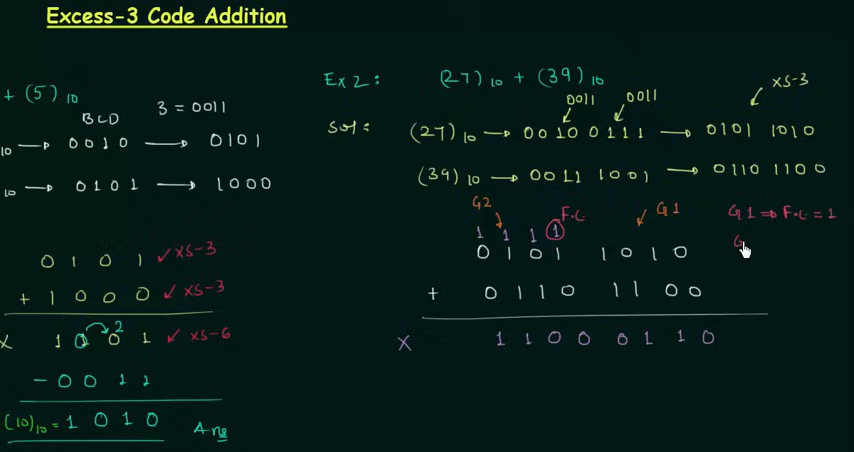 Excess-3 Code Addition
+ (5)10
BCD 3 = 0011
10 → 0010 → 0101
10 → 0101 → 1000
0101 ✓ XS-3
+ 1000 ✓ XS-3
× 1001 2 ✓ XS-6
- 0011
(10)10 = 1010 Ans
Ex 2: (27)10 + (39)10
0011 0011 XS-3
Sol: (27)10 → 0010 0111 → 0101 1010
(39)10 → 0011 1001 → 0110 1100
G2 F.C. G1 G1 ⇒ F.C. = 1
1 1 1 1 G
0101 1010
+ 0110 1100
× 1100 0110